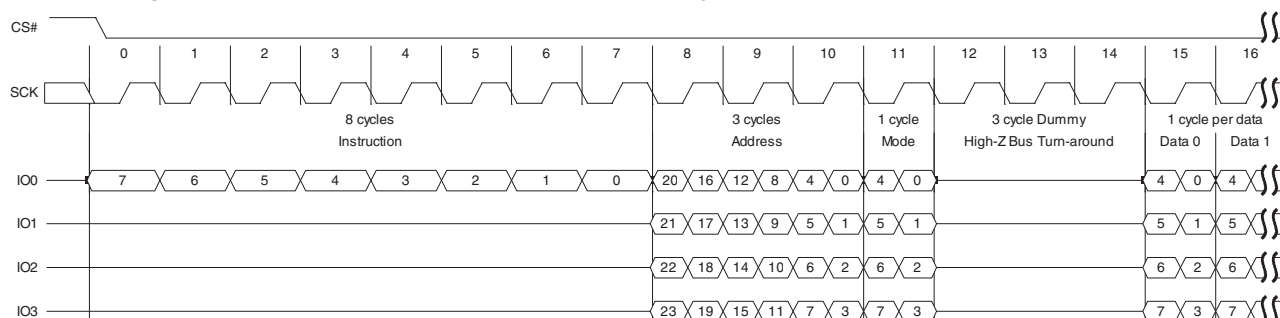 CS#
0 1 2 3 4 5 6 7 8 9 10 11 12 13 14 15 16
SCK
8 cycles 3 cycles 1 cycle 3 cycle Dummy 1 cycle per data
Instruction Address Mode High-Z Bus Turn-around Data 0 Data 1
IO0 7 6 5 4 3 2 1 0 20 16 12 8 4 0 4 0 4 0 4
IO1 21 17 13 9 5 1 5 1 5 1 5
IO2 22 18 14 10 6 2 6 2 6 2 6
IO3 23 19 15 11 7 3 7 3 7 3 7